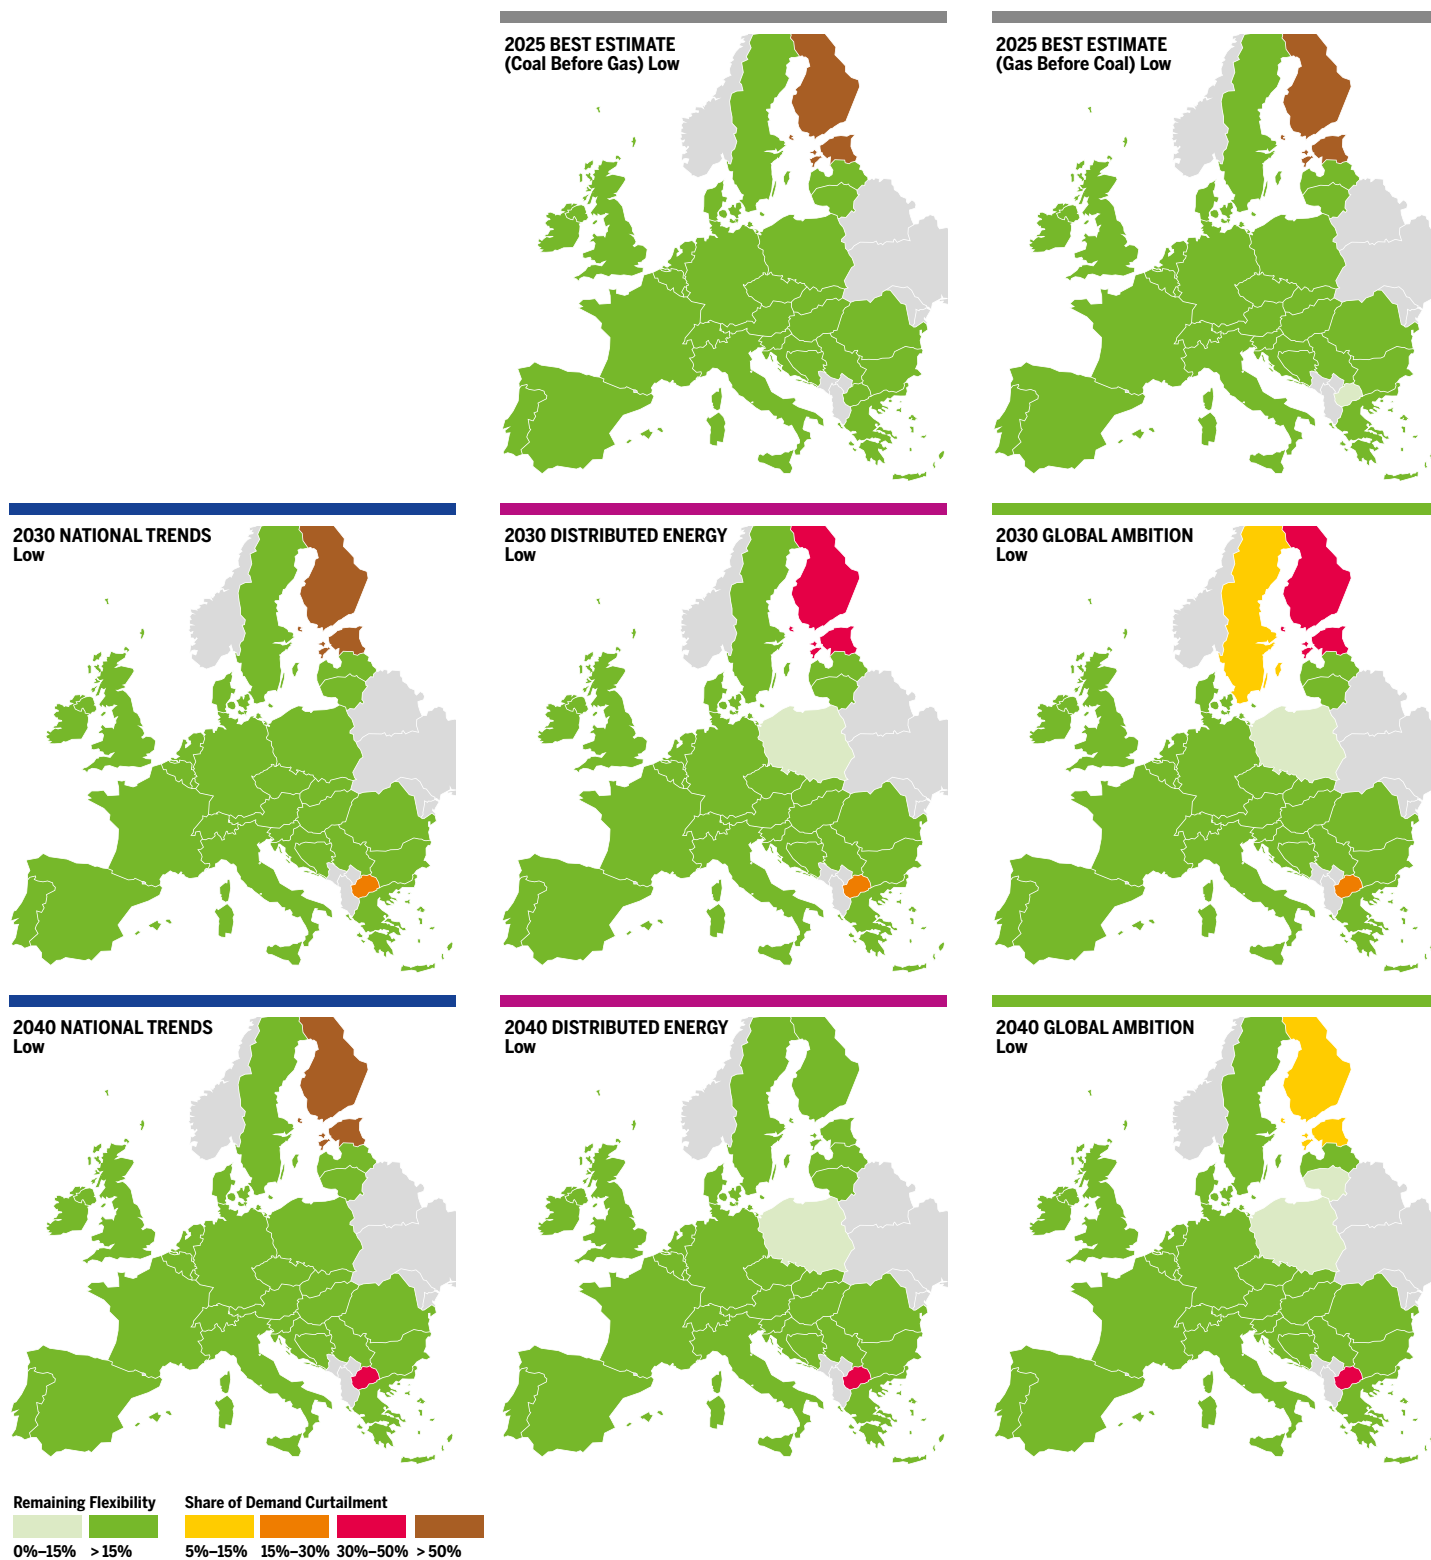 2025 BEST ESTIMATE
(Coal Before Gas) Low
2025 BEST ESTIMATE
(Gas Before Coal) Low
2030 NATIONAL TRENDS
Low
2030 DISTRIBUTED ENERGY
Low
2030 GLOBAL AMBITION
Low
2040 NATIONAL TRENDS
Low
2040 DISTRIBUTED ENERGY
Low
2040 GLOBAL AMBITION
Low
Remaining Flexibility
0%–15% > 15%
Share of Demand Curtailment
5%–15% 15%–30% 30%–50% > 50%